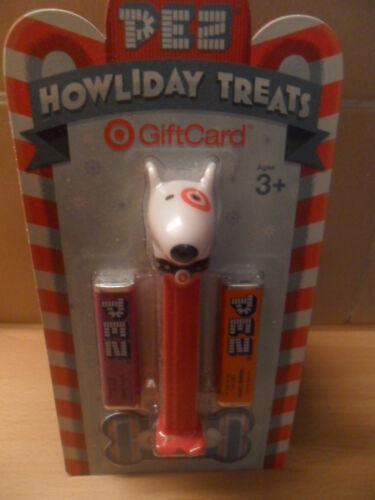 PEZ
HOWLIDAY TREATS
GiftCard
Ages
3+
PEZ
PEZ